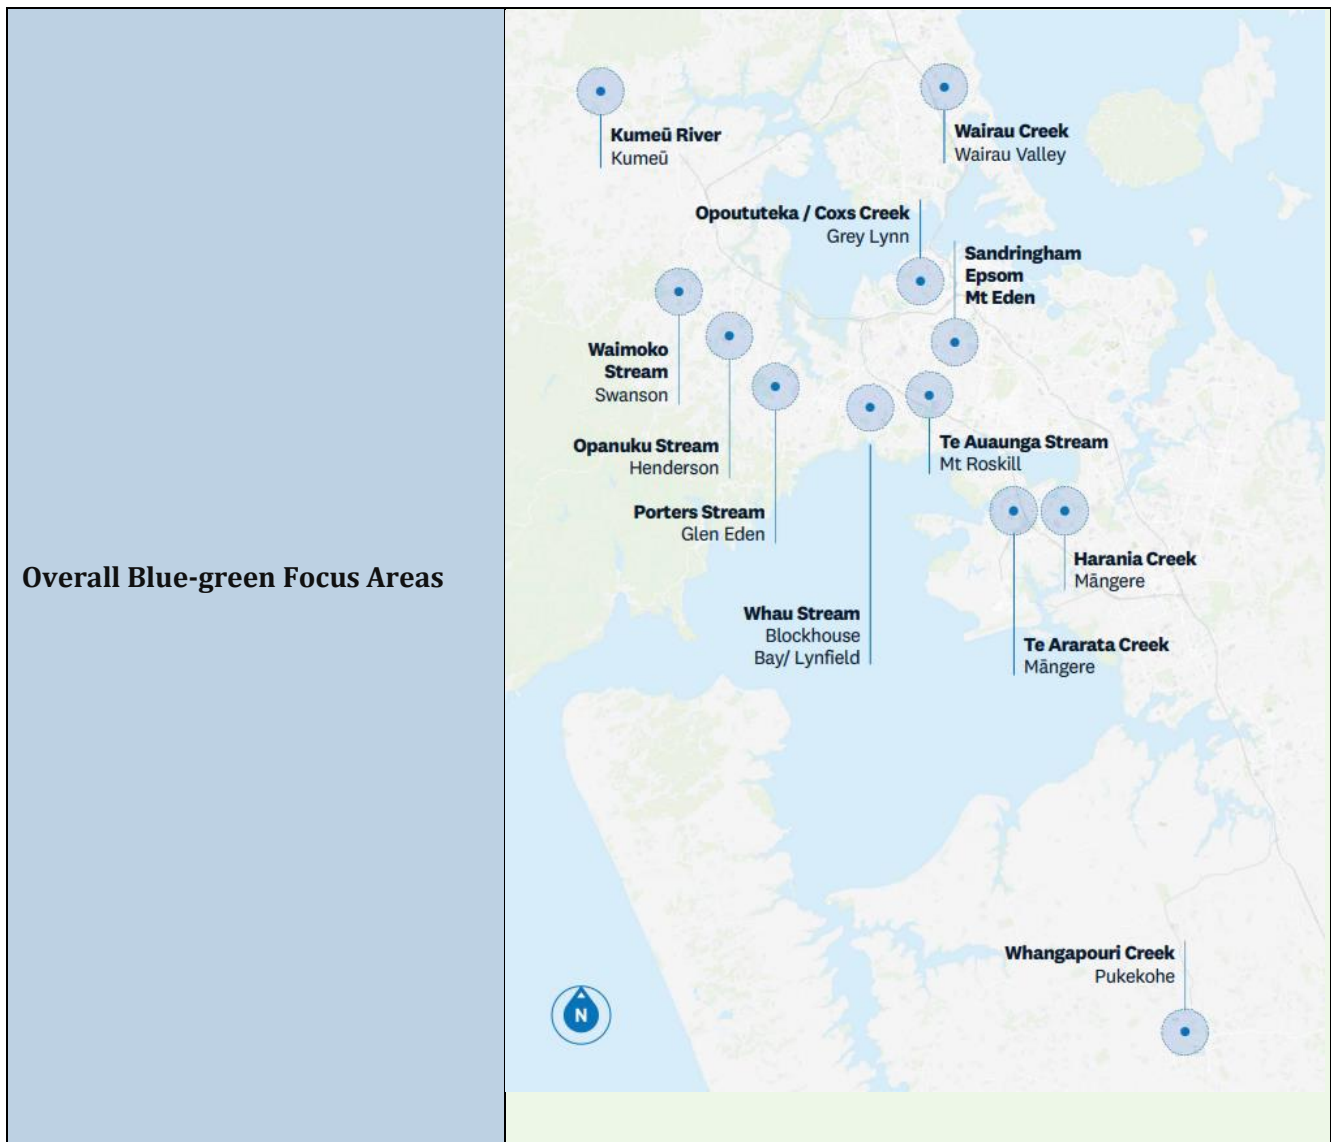 Overall Blue-green Focus Areas
Kumeū River
Kumeū
Wairau Creek
Wairau Valley
Opoututeka / Coxs Creek
Grey Lynn
Sandringham
Epsom
Mt Eden
Waimoko
Stream
Swanson
Opanuku Stream
Henderson
Porters Stream
Glen Eden
Te Auaunga Stream
Mt Roskill
Harania Creek
Māngere
Whau Stream
Blockhouse
Bay/ Lynfield
Te Ararata Creek
Māngere
Whangapouri Creek
Pukekohe
N